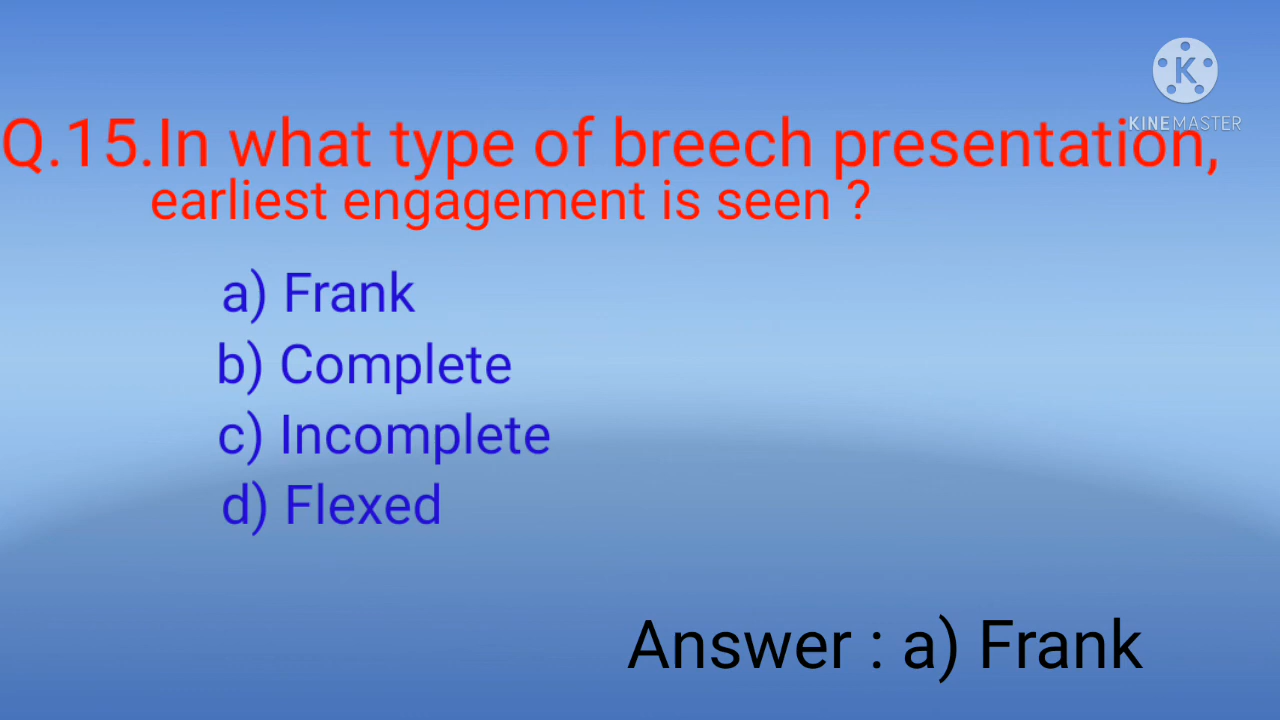 KINEMASTER
Q.15.In what type of breech presentation,
earliest engagement is seen ?
a) Frank
b) Complete
c) Incomplete
d) Flexed
Answer : a) Frank